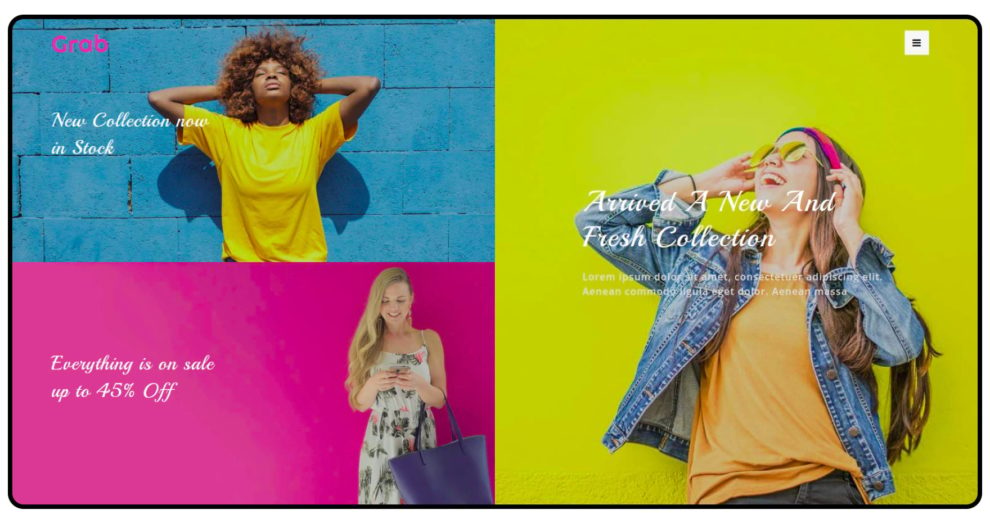 Grab
New Collection now
in Stock
Arrived A New And
Fresh Collection
Lorem ipsum dolor sit amet, consectetuer adipiscing elit.
Aenean commodo ligula eget dolor. Aenean massa
Everything is on sale
up to 45% Off